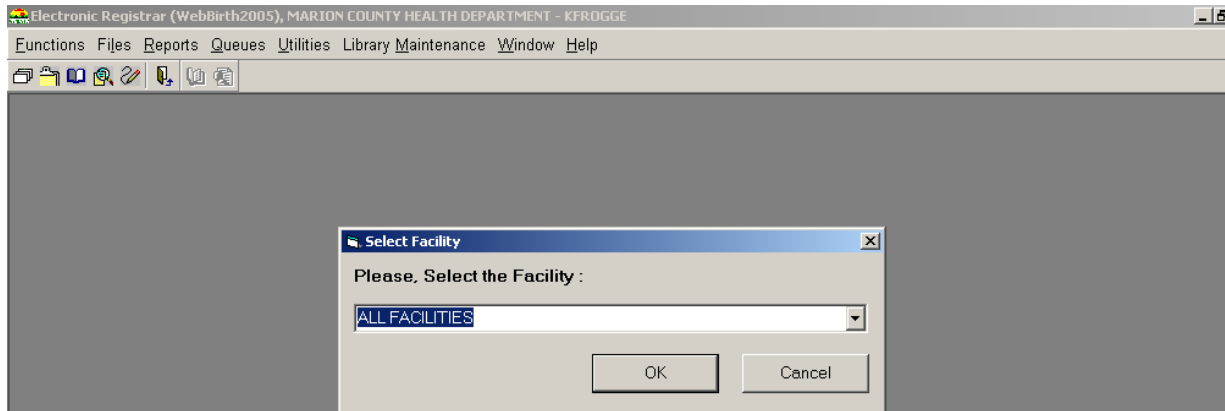 Electronic Registrar (WebBirth2005), MARION COUNTY HEALTH DEPARTMENT - KFROGGE
Functions Files Reports Queues Utilities Library Maintenance Window Help
Select Facility
Please, Select the Facility :
ALL FACILITIES
OK Cancel